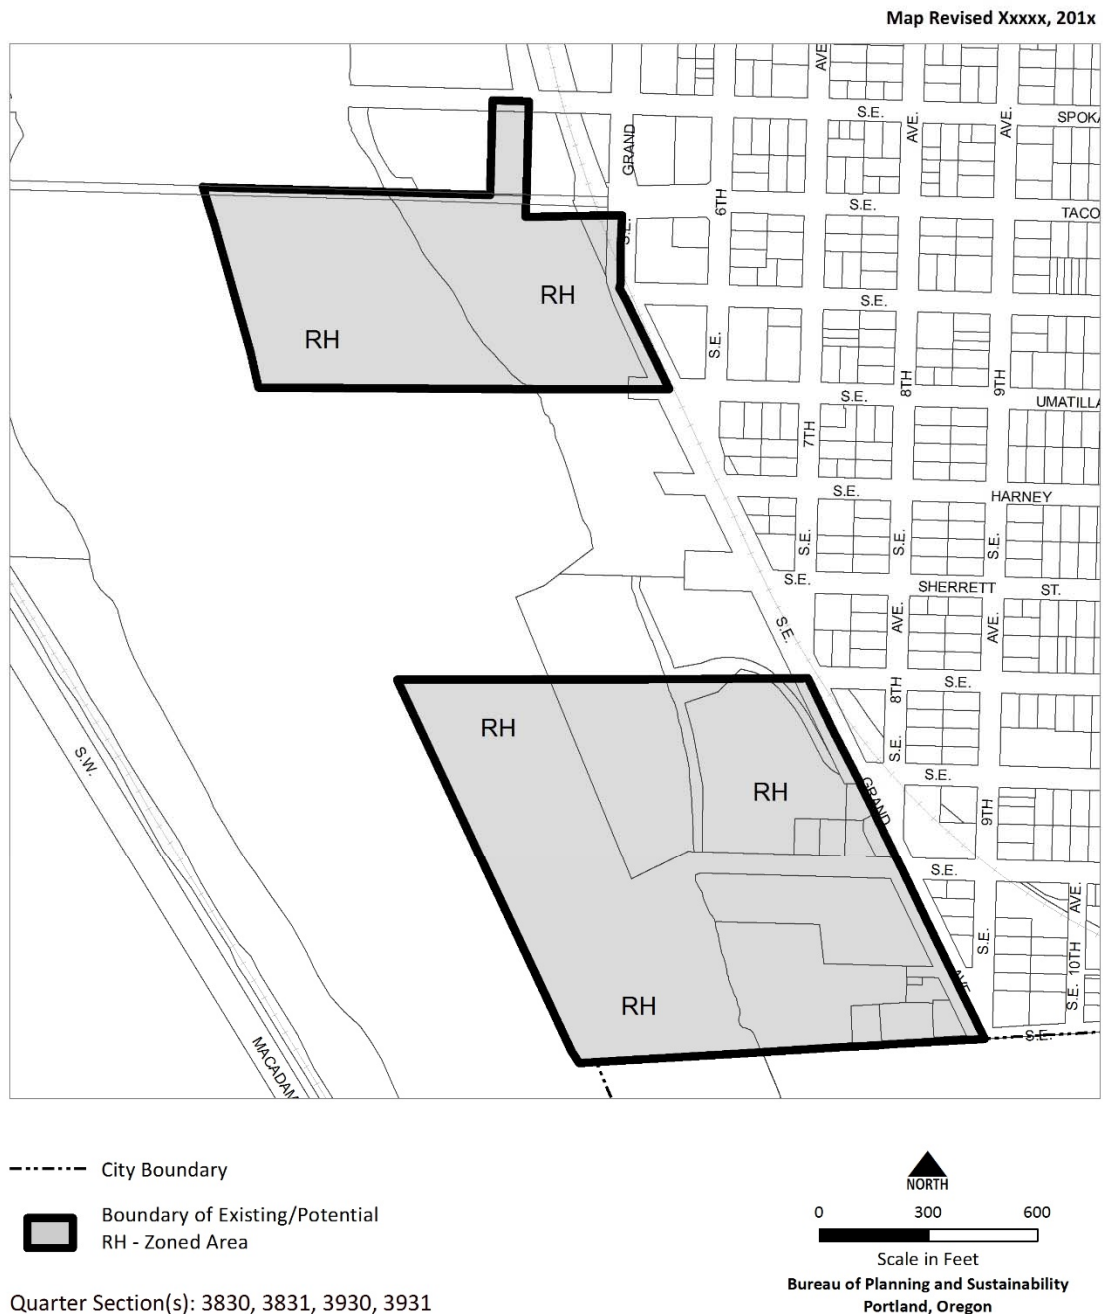 Map Revised Xxxxx, 201x
AVE
S.E.
SPOKA
AVE.
AVE.
GRAND
6TH
S.E.
TACO
S.E.
RH
RH
S.E.
S.E.
8TH
9TH
S.E.
UMATILLA
7TH
S.E.
HARNEY
S.E.
S.E.
S.E.
S.E.
SHERRETT
ST.
S.E.
AVE.
AVE.
RH
8TH
S.E.
S.W.
S.E.
S.E.
RH
GRAND
9TH
S.E.
AVE.
S.E.
10TH
AVE.
S.E.
RH
S.E.
MACADAM
City Boundary
NORTH
Boundary of Existing/Potential
RH - Zoned Area
0 300 600
Scale in Feet
Bureau of Planning and Sustainability
Portland, Oregon
Quarter Section(s): 3830, 3831, 3930, 3931